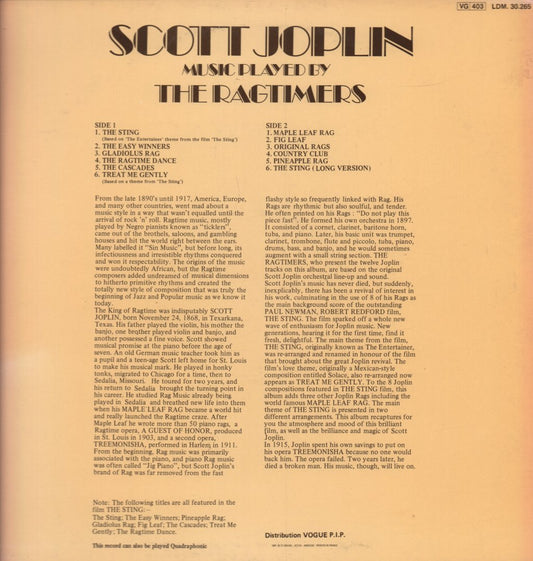 VG 403 LDM. 30.265
SCOTT JOPLIN
MUSIC PLAYED BY
THE RAGTIMERS
SIDE 1
1. THE STING
(Based on 'The Entertainer' theme from the film 'The Sting')
2. THE EASY WINNERS
3. GLADIOLUS RAG
4. THE RAGTIME DANCE
5. THE CASCADES
6. TREAT ME GENTLY
(Based on a theme from 'The Sting')
SIDE 2
1. MAPLE LEAF RAG
2. FIG LEAF
3. ORIGINAL RAGS
4. COUNTRY CLUB
5. PINEAPPLE RAG
6. THE STING (LONG VERSION)
From the late 1890's until 1917, America, Europe,
and many other countries, went mad about a
music style in a way that wasn't equalled until the
arrival of rock 'n' roll. Ragtime music, mostly
played by Negro pianists known as "ticklers",
came out of the brothels, saloons, and gambling
houses and hit the world right between the ears.
Many labelled it "Sin Music", but before long, its
infectiousness and irresistible rhythms conquered
and won it respectability. The origins of the music
were undoubtedly African, but the Ragtime
composers added undreamed of musical dimensions
to hitherto primitive rhythms and created the
totally new style of composition that was truly the
beginning of Jazz and Popular music as we know it
today.
The King of Ragtime was indisputably SCOTT
JOPLIN, born November 24, 1868, in Texarkana,
Texas. His father played the violin, his mother the
banjo, one brother played violin and banjo, and
another possessed a fine voice. Scott showed
musical promise at the piano before the age of
seven. An old German music teacher took him as
a pupil and a teen-age Scott left home for St. Louis
to make his musical mark. He played in honky
tonks, migrated to Chicago for a time, then to
Sedalia, Missouri. He toured for two years, and
his return to Sedalia brought the turning point in
his career. He studied Rag Music already being
played in Sedalia and breathed new life into them
when his MAPLE LEAF RAG became a world hit
and really launched the Ragtime craze. After
Maple Leaf he wrote more than 50 piano rags, a
Ragtime opera, A GUEST OF HONOR, produced
in St. Louis in 1903, and a second opera,
TREEMONISHA, performed in Harlem in 1911.
From the beginning, Rag music was primarily
associated with the piano, and piano Rag music
was often called "Jig Piano", but Scott Joplin's
brand of Rag was far removed from the fast
flashy style so frequently linked with Rag. His
Rags are rhythmic but also soulful, and tender.
He often printed on his Rags : "Do not play this
piece fast". He formed his own orchestra in 1897.
It consisted of a cornet, clarinet, baritone horn,
tuba, and piano. Later, his basic unit was trumpet,
clarinet, trombone, flute and piccolo, tuba, piano,
drums, bass, and banjo, and he would sometimes
augment with a small string section. THE
RAGTIMERS, who present the twelve Joplin
tracks on this album, are based on the original
Scott Joplin orchestral line-up and sound.
Scott Joplin's music has never died, but suddenly,
inexplicably, there has been a revival of interest in
his work, culminating in the use of 8 of his Rags as
the main background score of the outstanding
PAUL NEWMAN, ROBERT REDFORD film,
THE STING. The film sparked off a whole new
wave of enthusiasm for Joplin music. New
generations, hearing it for the first time, find it
fresh, delightful. The main theme from the film,
THE STING, originally known as The Entertainer,
was re-arranged and renamed in honour of the film
that brought about the great Joplin revival. The
film's love theme, originally a Mexican-style
composition entitled Solace, also re-arranged now
appears as TREAT ME GENTLY. To the 8 Joplin
compositions featured in THE STING film, this
album adds three other Joplin Rags including the
world famous MAPLE LEAF RAG. The main
theme of THE STING is presented in two
different arrangements. This album recaptures for
you the atmosphere and mood of this brilliant
film, as well as the brilliance and magic of Scott
Joplin.
In 1915, Joplin spent his own savings to put on
his opera TREEMONISHA because no one would
back him. The opera failed. Two years later, he
died a broken man. His music, though, will live on.
Note: The following titles are all featured in the
film THE STING:—
The Sting; The Easy Winners; Pineapple Rag;
Gladiolus Rag; Fig Leaf; The Cascades; Treat Me
Gently; The Ragtime Dance.
This record can also be played Quadraphonic
Distribution VOGUE P.I.P.